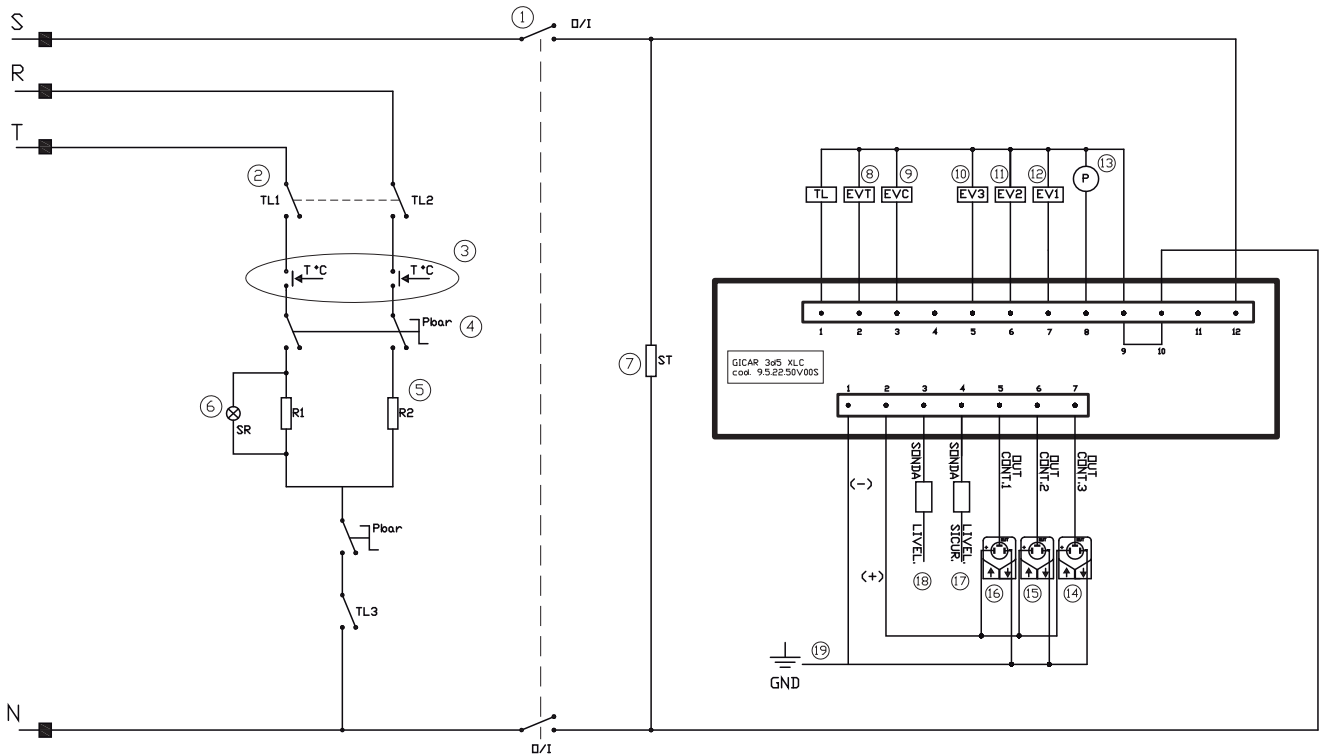 S
1
O/I
R
T
2
TL1
TL2
3
T °C
T °C
4
Pbar
5
6
R1
R2
SR
Pbar
TL3
N
O/I
7
ST
8
9
10
11
12
13
TL
EVT
EVC
EV3
EV2
EV1
P
1
2
3
4
5
6
7
8
9
10
11
12
GICAR 3d5 XLC
cod. 9.5.22.50V00S
1
2
3
4
5
6
7
(-)
(+)
SONDA
LIVEL.
SONDA
LIVEL.
SICUR.
OUT
CONT.1
OUT
CONT.2
OUT
CONT.3
+
OUT
-
+
OUT
-
+
OUT
-
18
17
16
15
14
19
GND